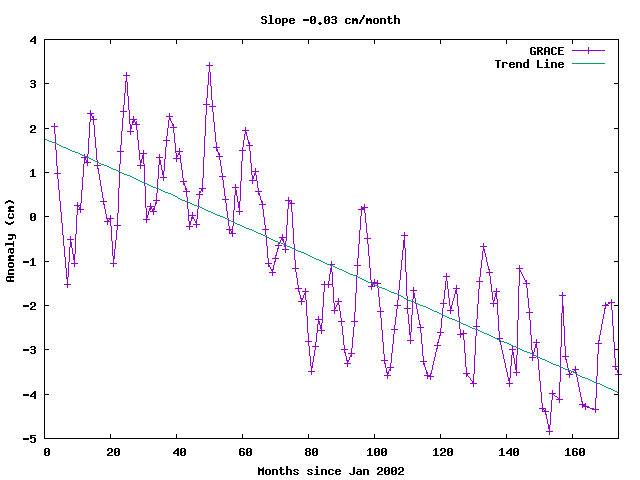 Slope -0.03 cm/month
GRACE
Trend Line
4
3
2
1
0
-1
-2
-3
-4
-5
Anomaly (cm)
0 20 40 60 80 100 120 140 160
Months since Jan 2002